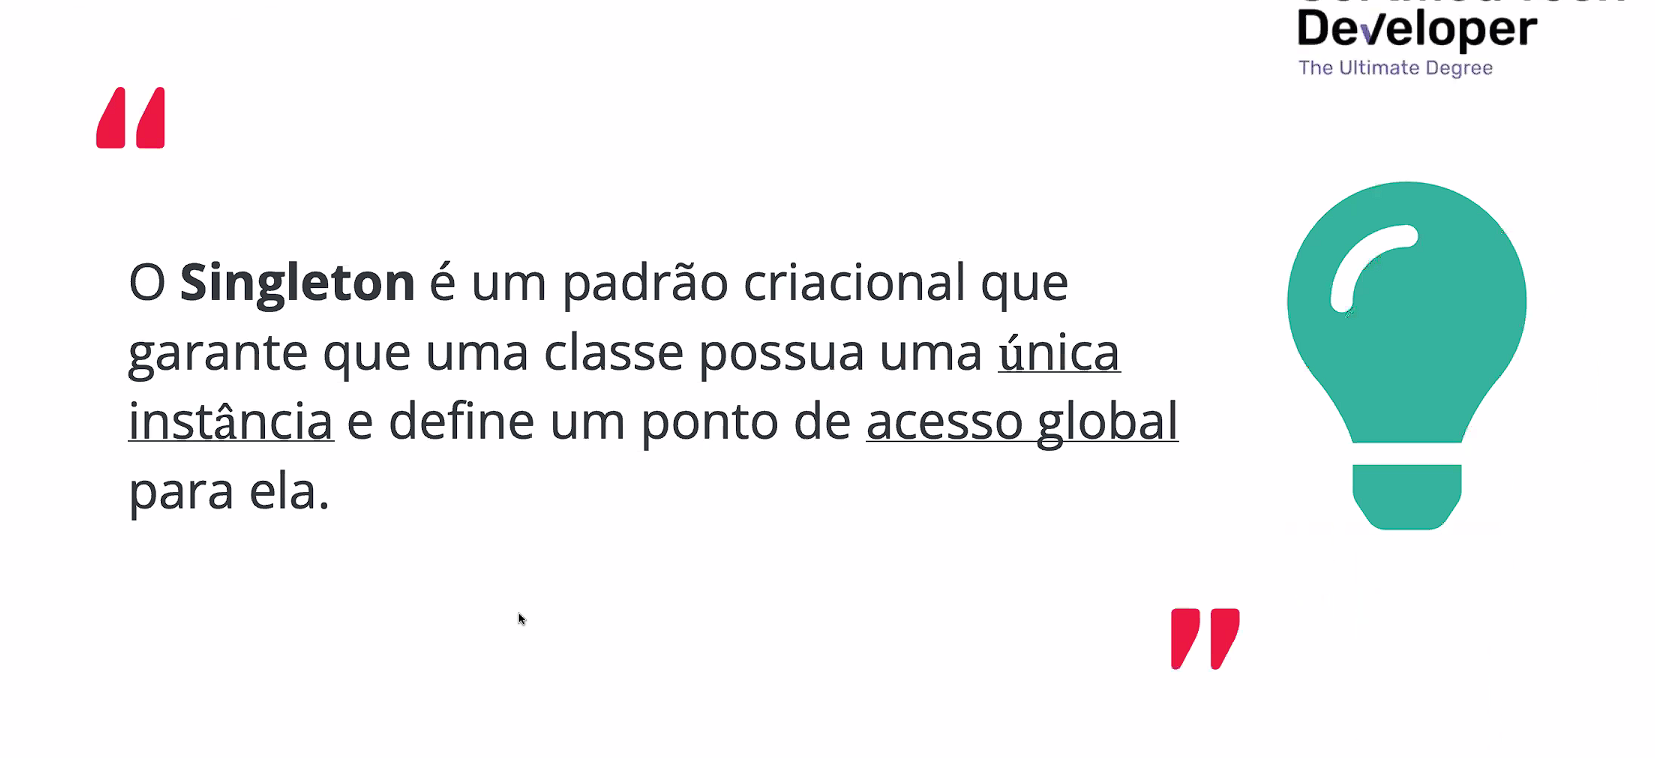 Developer
The Ultimate Degree
“
O Singleton é um padrão criacional que
garante que uma classe possua uma única
instância e define um ponto de acesso global
para ela.
”